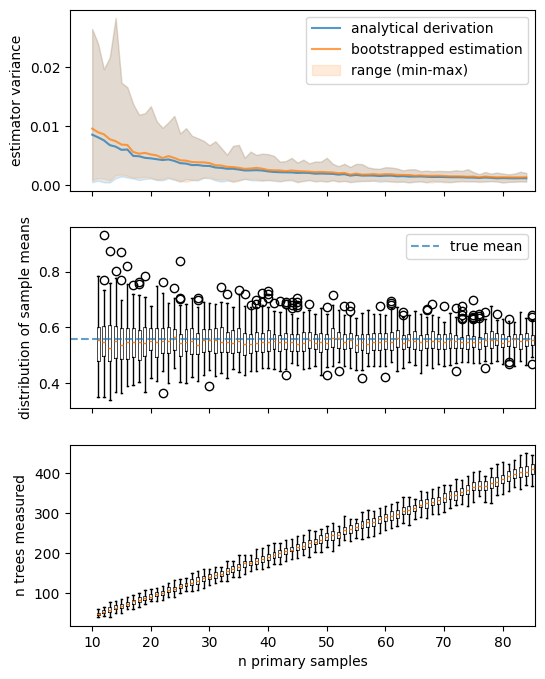 analytical derivation
bootstrapped estimation
range (min-max)
estimator variance
0.02
0.01
0.00
true mean
distribution of sample means
0.8
0.6
0.4
n trees measured
400
300
200
100
10 20 30 40 50 60 70 80
n primary samples